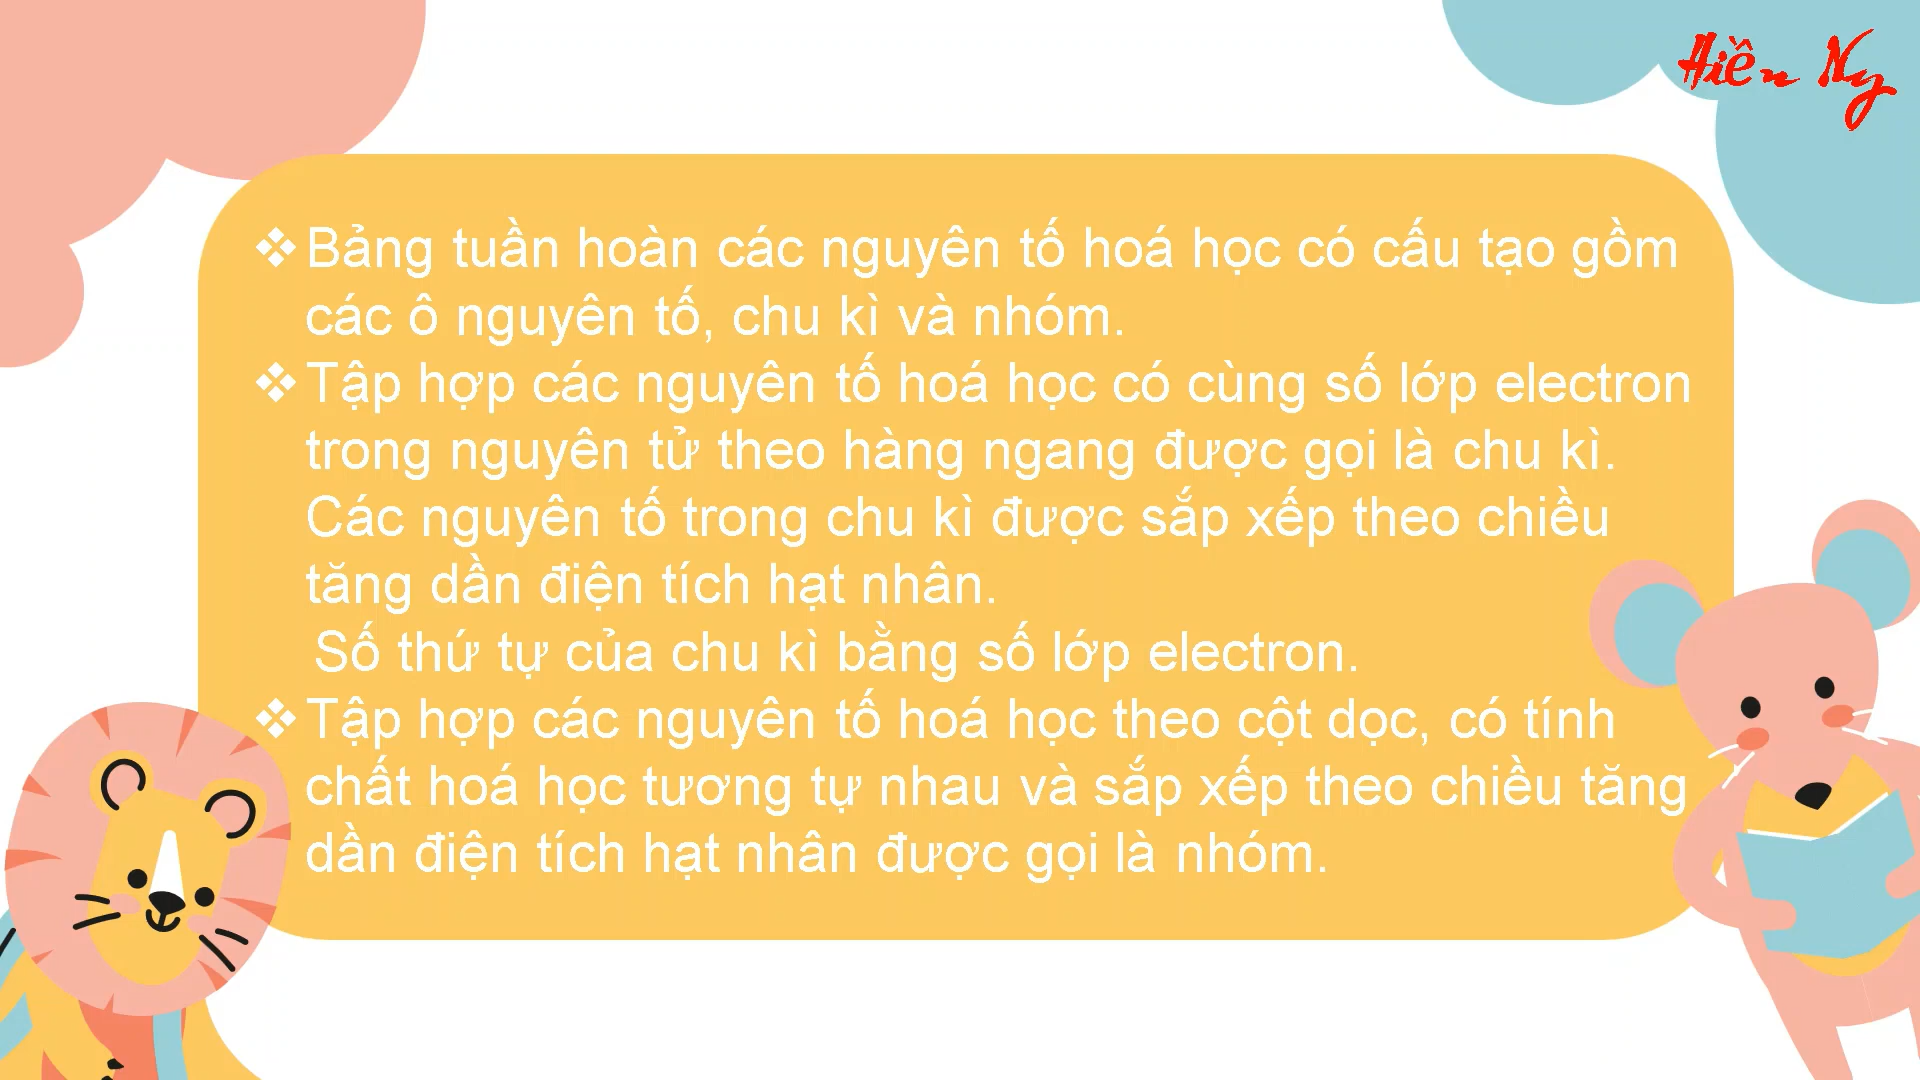 Hiền Ny
❖Bảng tuần hoàn các nguyên tố hoá học có cấu tạo gồm
các ô nguyên tố, chu kì và nhóm.
❖Tập hợp các nguyên tố hoá học có cùng số lớp electron
trong nguyên tử theo hàng ngang được gọi là chu kì.
Các nguyên tố trong chu kì được sắp xếp theo chiều
tăng dần điện tích hạt nhân.
Số thứ tự của chu kì bằng số lớp electron.
❖Tập hợp các nguyên tố hoá học theo cột dọc, có tính
chất hoá học tương tự nhau và sắp xếp theo chiều tăng
dần điện tích hạt nhân được gọi là nhóm.